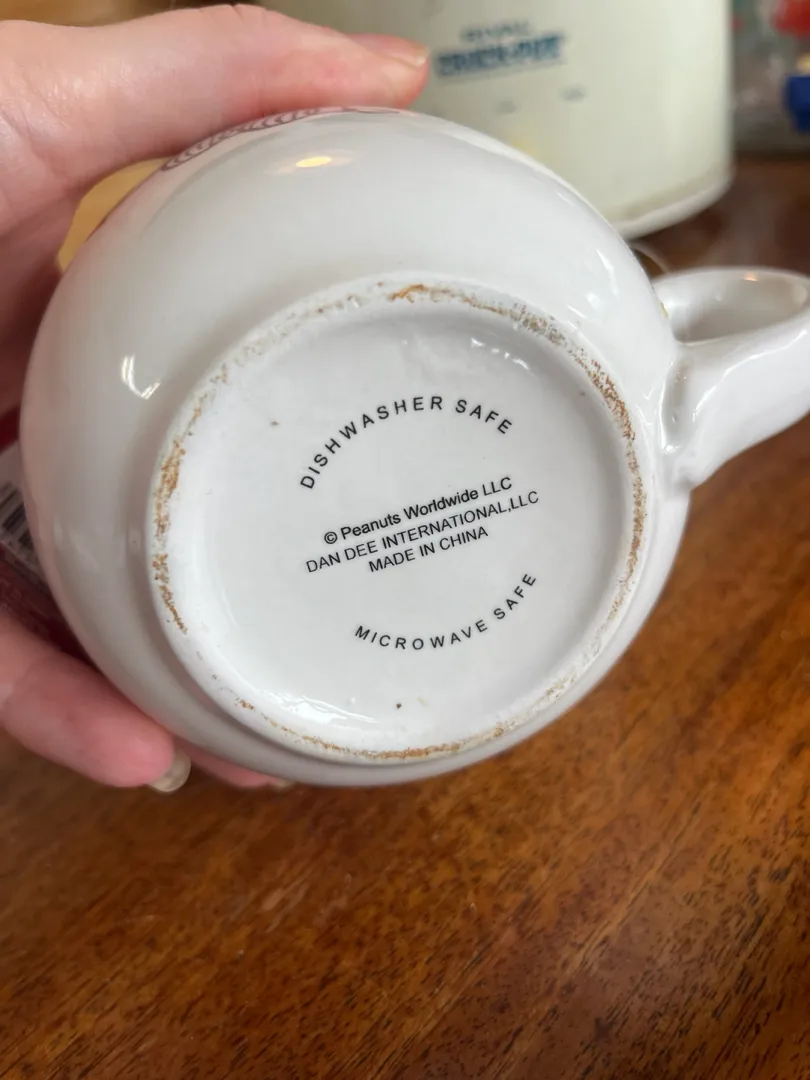 DISHWASHER SAFE
© Peanuts Worldwide LLC
DAN DEE INTERNATIONAL,LLC
MADE IN CHINA
MICROWAVE SAFE